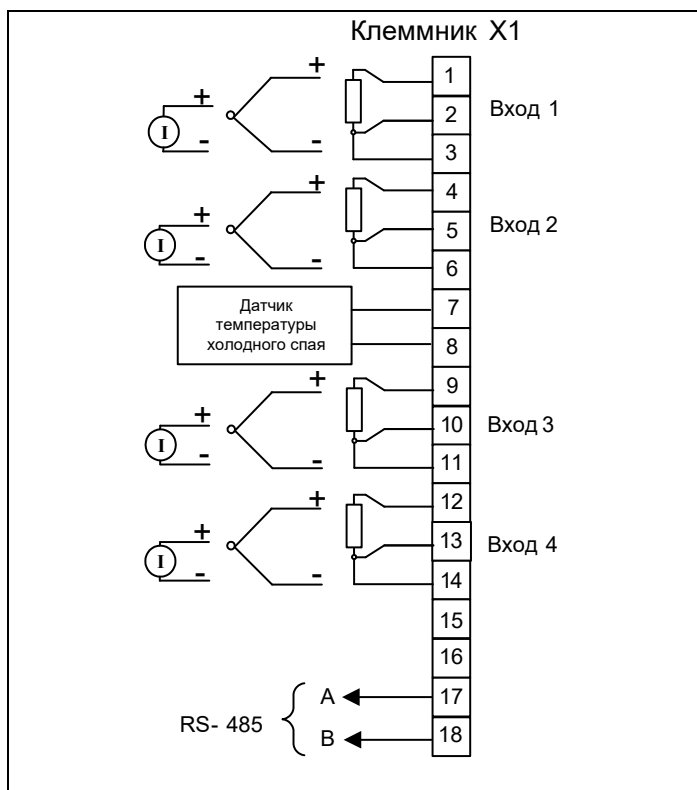 Клеммник X1
+
-
I
+
-
1
2
3
Вход 1
+
-
I
+
-
4
5
6
Вход 2
Датчик
температуры
холодного спая
7
8
+
-
I
+
-
9
10
11
Вход 3
+
-
I
+
-
12
13
14
Вход 4
15
16
RS- 485
A
17
B
18